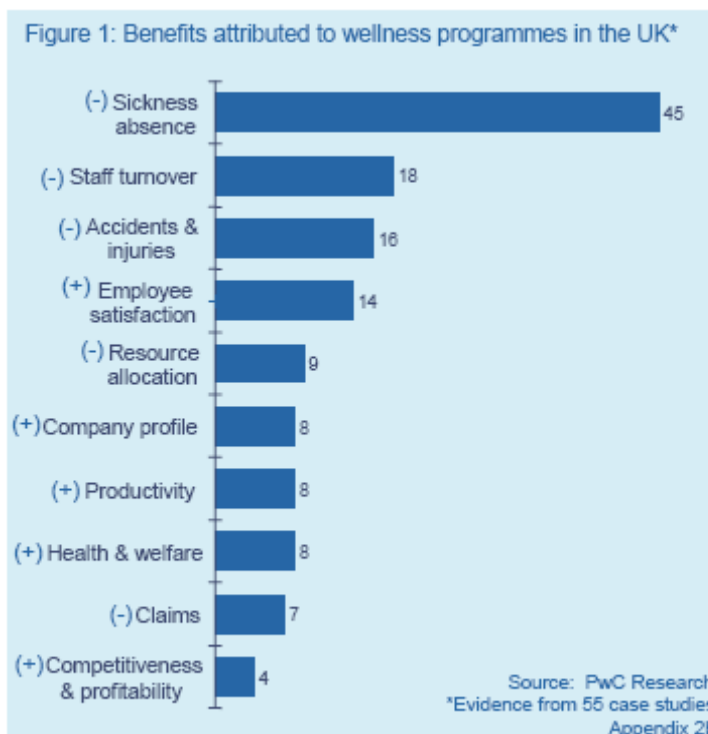 Figure 1: Benefits attributed to wellness programmes in the UK*
(-) Sickness
absence
45
(-) Staff turnover
18
(-) Accidents &
injuries
16
(+) Employee
satisfaction
14
(-) Resource
allocation
9
(+) Company profile
8
(+) Productivity
8
(+) Health & welfare
8
(-) Claims
7
(+) Competitiveness
& profitability
4
Source: PwC Research
*Evidence from 55 case studies
Appendix